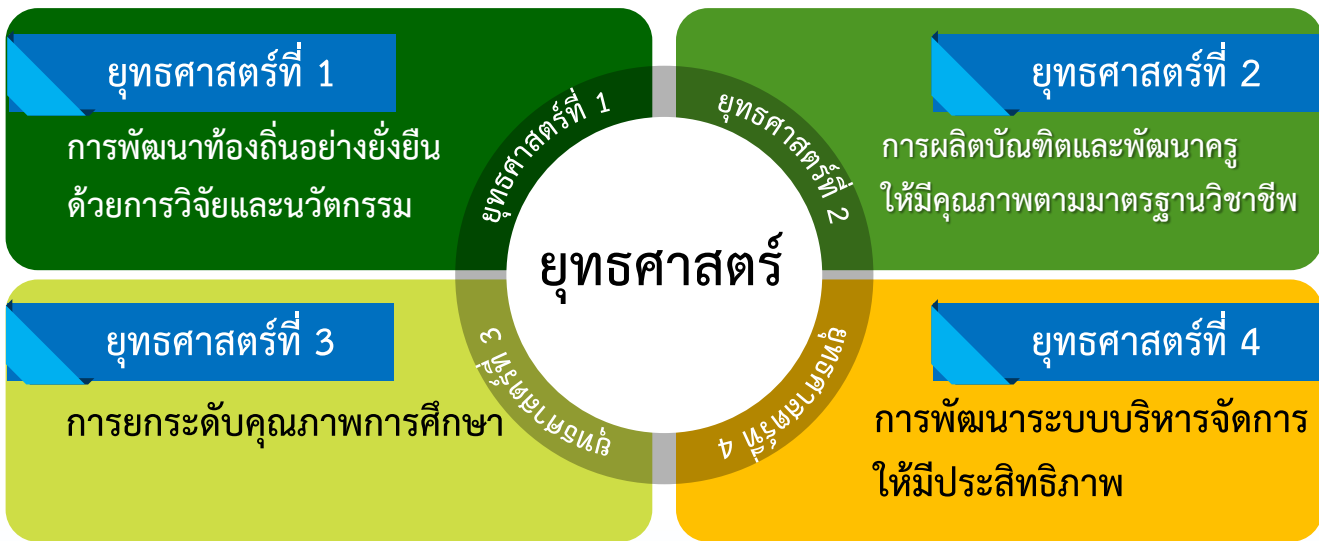 ยุทธศาสตร์ที่ 1
การพัฒนาท้องถิ่นอย่างยั่งยืน
ด้วยการวิจัยและนวัตกรรม
ยุทธศาสตร์ที่ 2
การผลิตบัณฑิตและพัฒนาครู
ให้มีคุณภาพตามมาตรฐานวิชาชีพ
ยุทธศาสตร์ที่ 1
ยุทธศาสตร์ที่ 2
ยุทธศาสตร์
ยุทธศาสตร์ที่ 3
ยุทธศาสตร์ที่ 4
ยุทธศาสตร์ที่ 3
การยกระดับคุณภาพการศึกษา
ยุทธศาสตร์ที่ 4
การพัฒนาระบบบริหารจัดการ
ให้มีประสิทธิภาพ